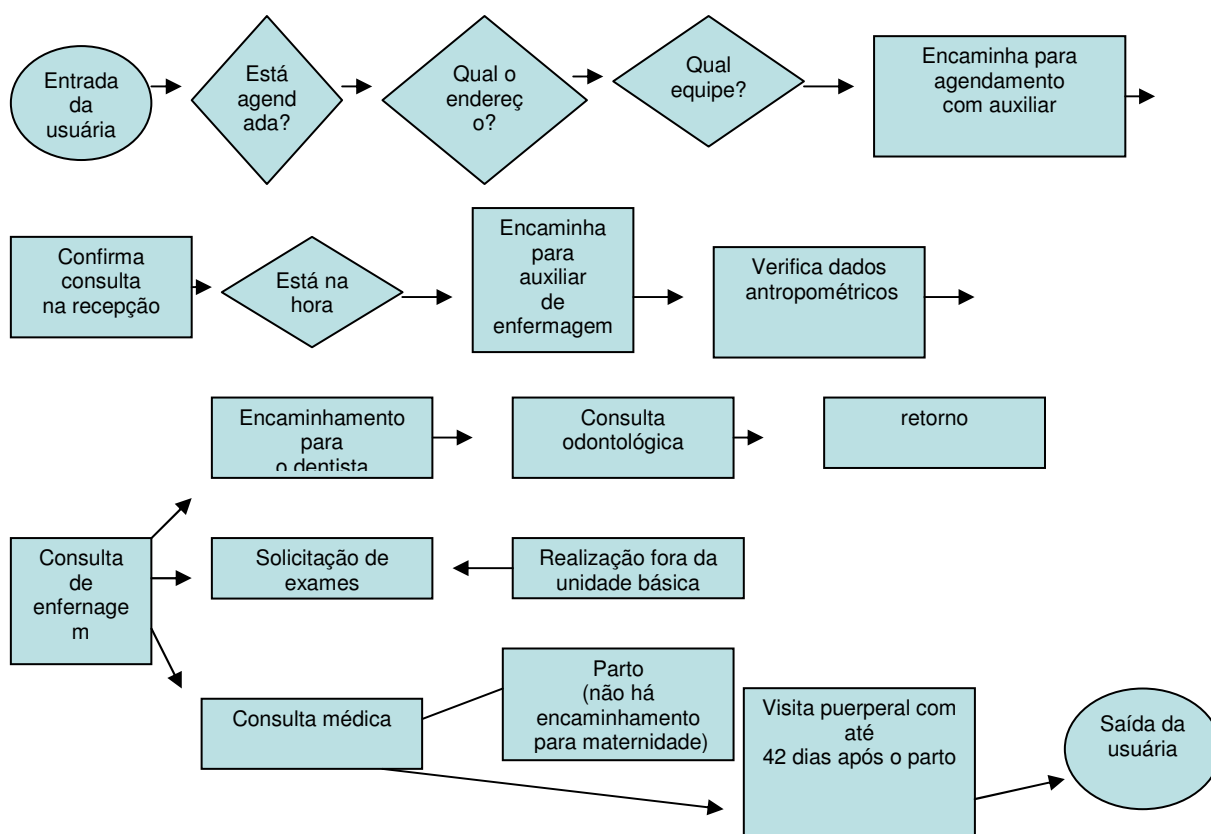 Entrada
da
usuária
Está
agend
ada?
Qual o
endereç
o?
Qual
equipe?
Encaminha para
agendamento
com auxiliar
Confirma
consulta
na recepção
Está na
hora
Encaminha
para
auxiliar
de
enfermagem
Verifica dados
antropométricos
Encaminhamento
para
o dentista
Consulta
odontológica
retorno
Consulta
de
enfernage
m
Solicitação de
exames
Realização fora da
unidade básica
Consulta médica
Parto
(não há
encaminhamento
para maternidade)
Visita puerperal com
até
42 dias após o parto
Saída da
usuária